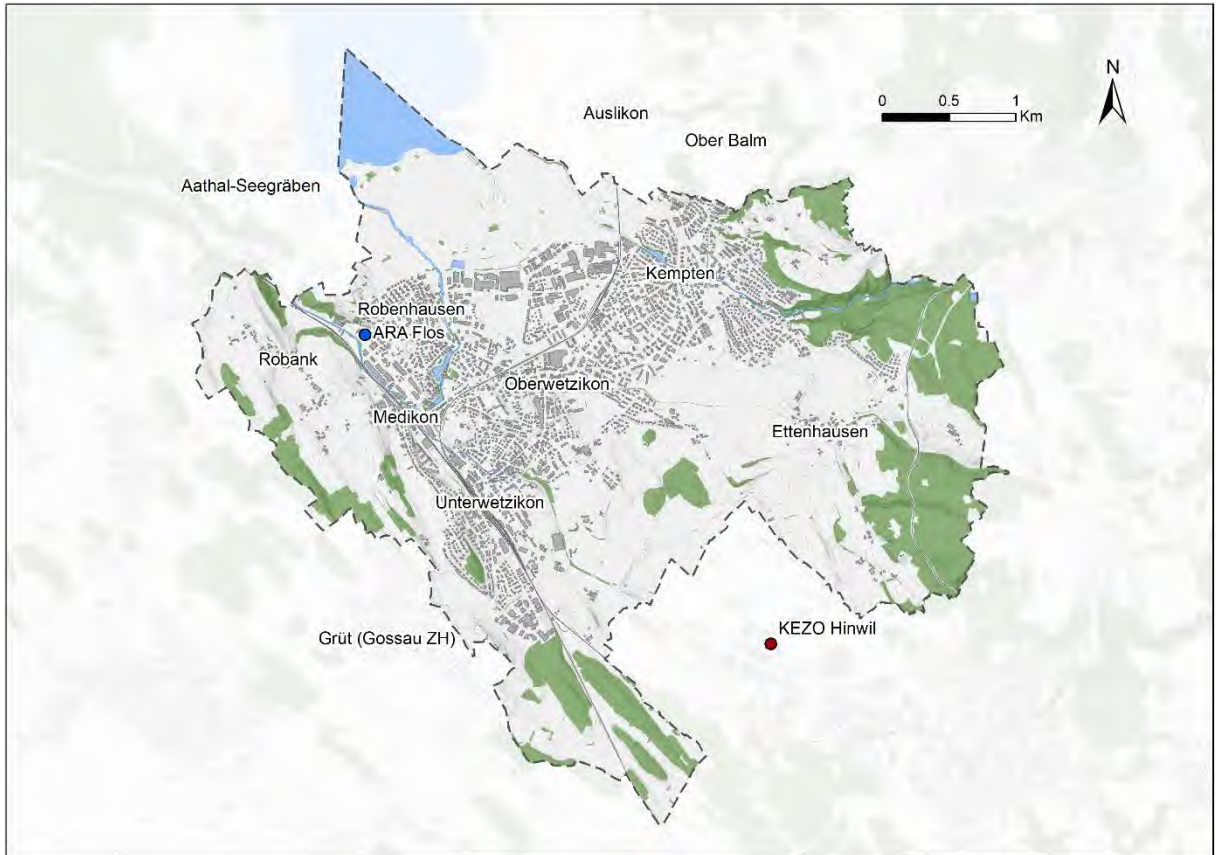 N
0 0.5 1
Km
Auslikon
Ober Balm
Aathal-Seegräben
Kempten
Robenhausen
ARA Flos
Robank
Oberwetzikon
Medikon
Ettenhausen
Unterwetzikon
KEZO Hinwil
Grüt (Gossau ZH)